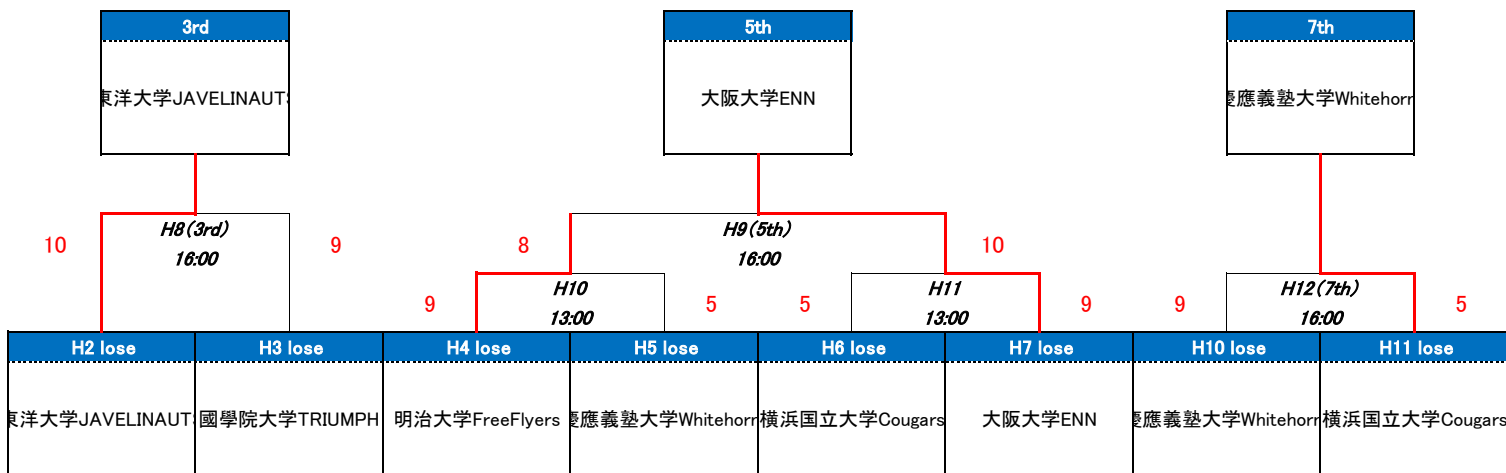 3rd 5th 7th
東洋大学JAVELINAUTS 大阪大学ENN 慶應義塾大学Whitehorn
H8(3rd) H9(5th)
10 9 8 10
16:00 16:00
H10 H11 H12(7th)
9 5 5 9 9 5
13:00 13:00 16:00
H2 lose H3 lose H4 lose H5 lose H6 lose H7 lose H10 lose H11 lose
東洋大学JAVELINAUTS 國學院大学TRIUMPH 明治大学FreeFlyers 慶應義塾大学Whitehorn 横浜国立大学Cougars 大阪大学ENN 慶應義塾大学Whitehorn 横浜国立大学Cougars